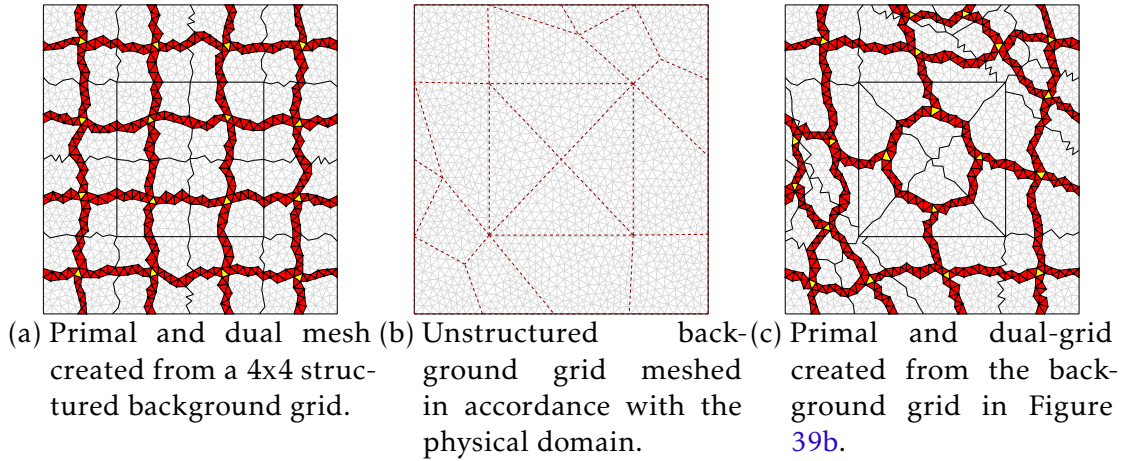 (a) Primal and dual mesh
created from a 4x4 struc-
tured background grid.
(b) Unstructured back-
ground grid meshed
in accordance with the
physical domain.
(c) Primal and dual-grid
created from the back-
ground grid in Figure
39b.